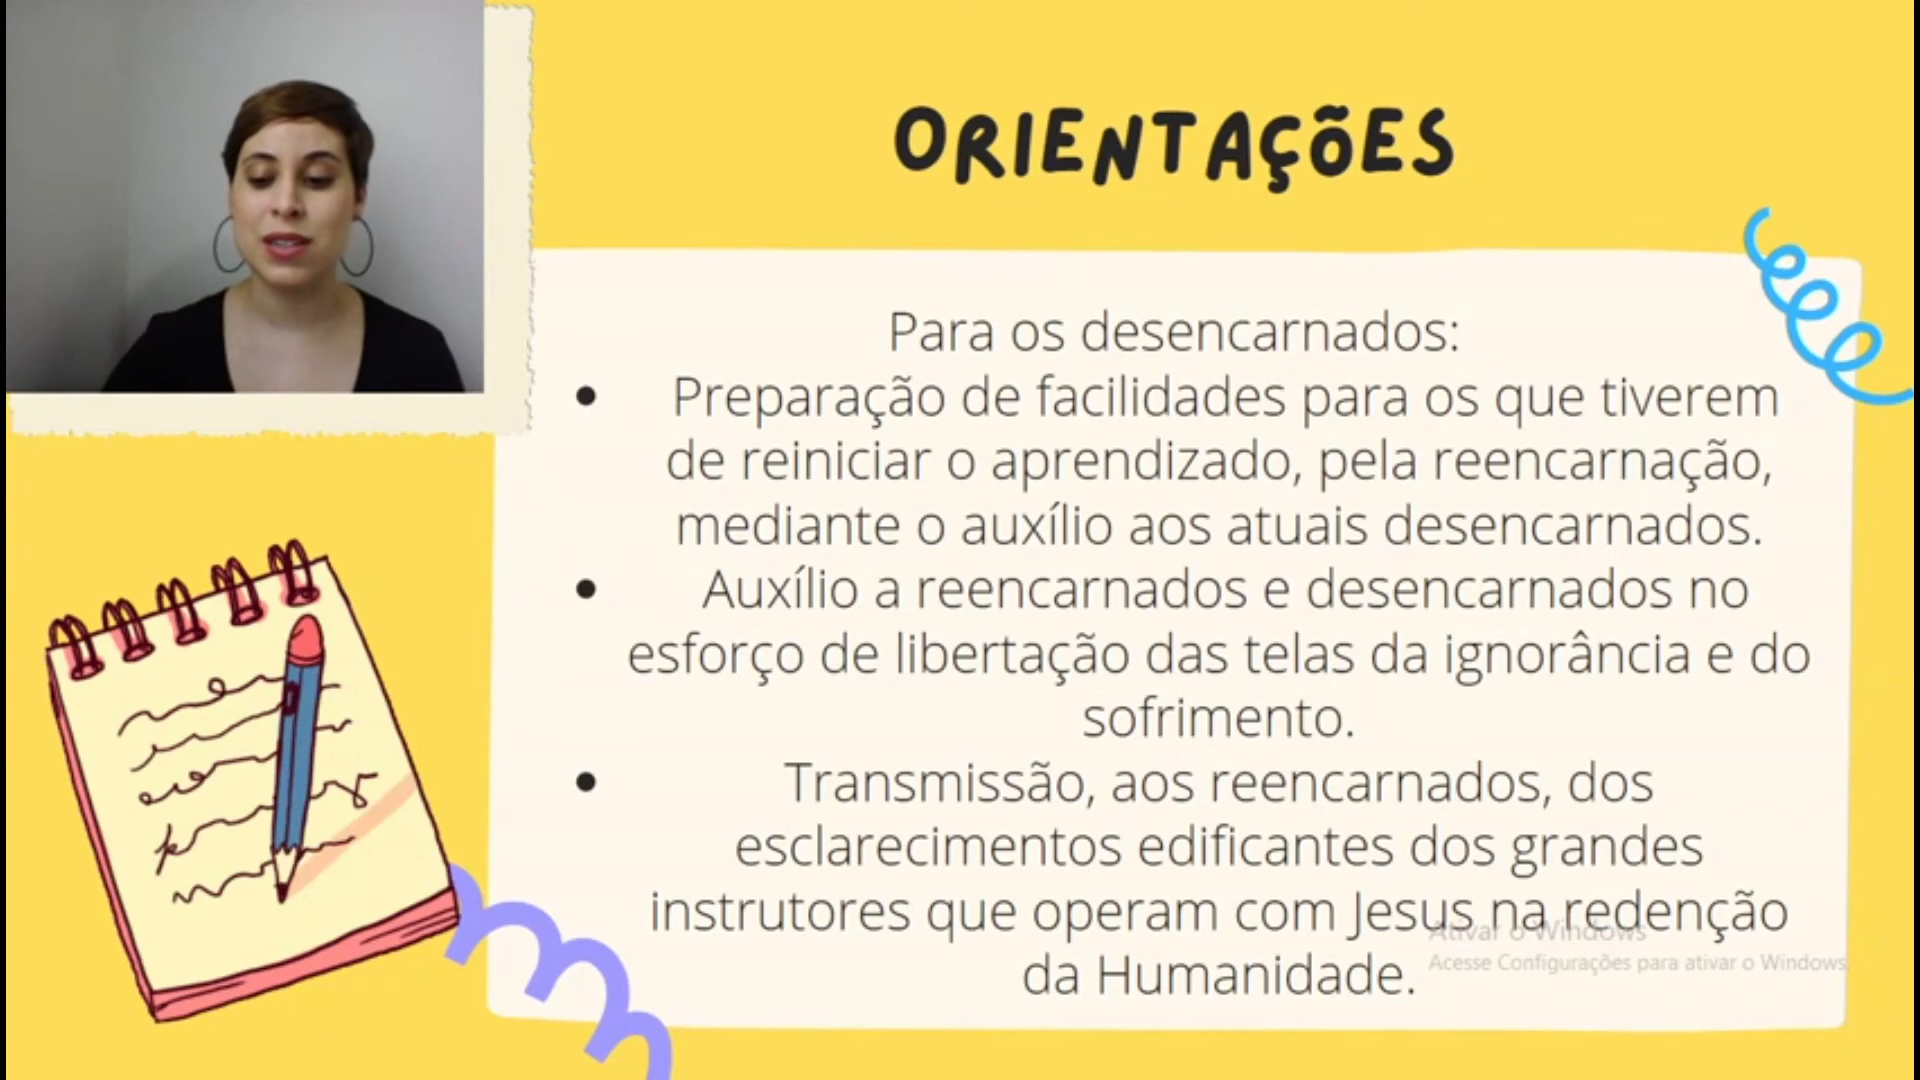 ORIENTAÇÕES
Para os desencarnados:
• Preparação de facilidades para os que tiverem
de reiniciar o aprendizado, pela reencarnação,
mediante o auxílio aos atuais desencarnados.
• Auxílio a reencarnados e desencarnados no
esforço de libertação das telas da ignorância e do
sofrimento.
• Transmissão, aos reencarnados, dos
esclarecimentos edificantes dos grandes
instrutores que operam com Jesus na redenção
da Humanidade.
Ativar o Windows
Acesse Configurações para ativar o Windows.